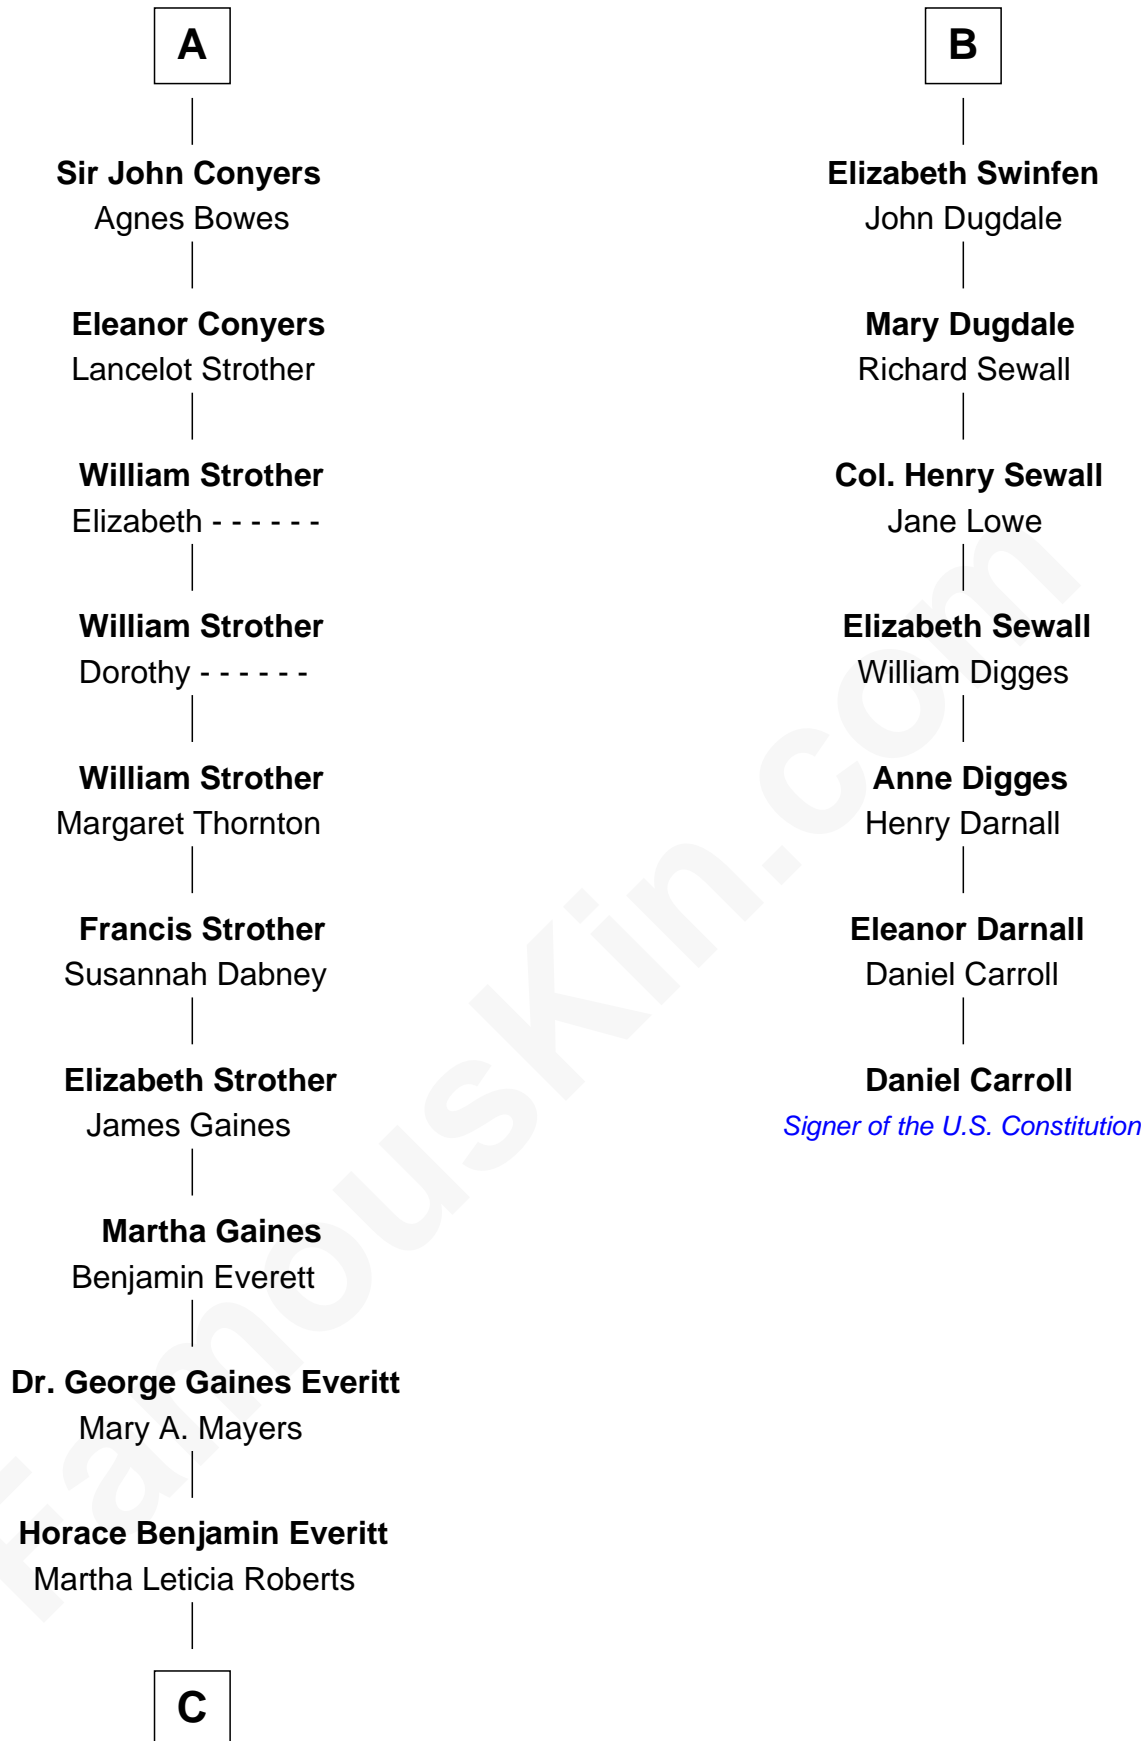 A
Sir John Conyers
Agnes Bowes
Eleanor Conyers
Lancelot Strother
William Strother
Elizabeth - - - - - -
William Strother
Dorothy - - - - - -
William Strother
Margaret Thornton
Francis Strother
Susannah Dabney
Elizabeth Strother
James Gaines
Martha Gaines
Benjamin Everett
Dr. George Gaines Everitt
Mary A. Mayers
Horace Benjamin Everitt
Martha Leticia Roberts
C
B
Elizabeth Swinfen
John Dugdale
Mary Dugdale
Richard Sewall
Col. Henry Sewall
Jane Lowe
Elizabeth Sewall
William Digges
Anne Digges
Henry Darnall
Eleanor Darnall
Daniel Carroll
Daniel Carroll
Signer of the U.S. Constitution
FamousKin.com